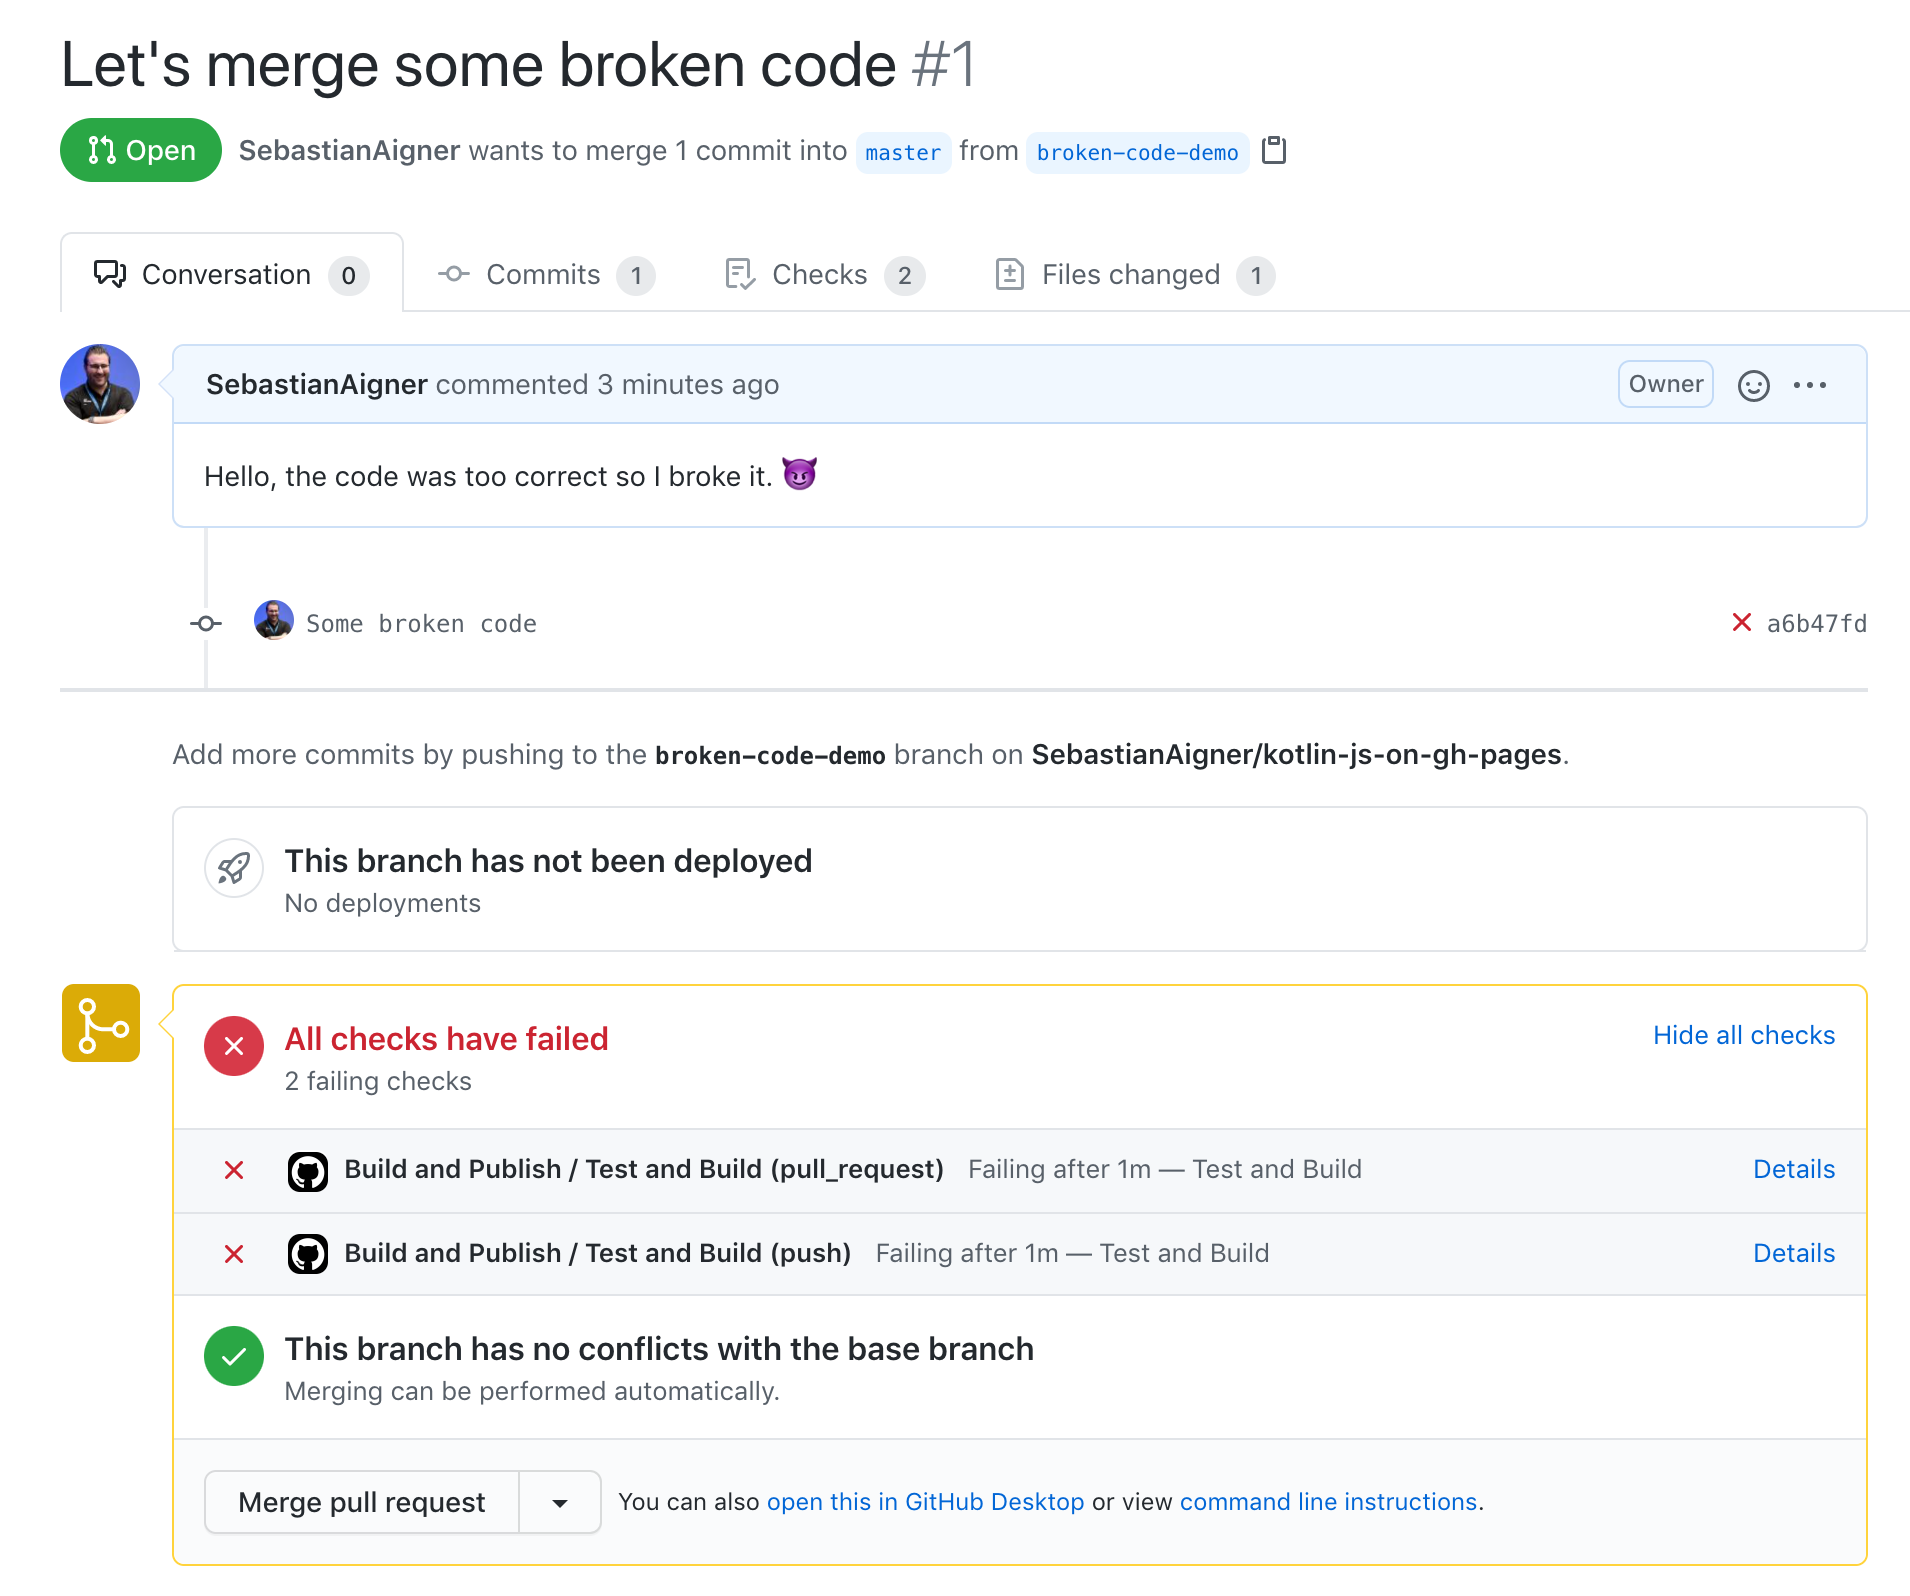 Let's merge some broken code #1
Open SebastianAigner wants to merge 1 commit into master from broken-code-demo
Conversation 0 Commits 1 Checks 2 Files changed 1
SebastianAigner commented 3 minutes ago Owner
Hello, the code was too correct so I broke it. 😈
Some broken code a6b47fd
Add more commits by pushing to the broken-code-demo branch on SebastianAigner/kotlin-js-on-gh-pages.
This branch has not been deployed
No deployments
All checks have failed Hide all checks
2 failing checks
Build and Publish / Test and Build (pull_request) Failing after 1m — Test and Build Details
Build and Publish / Test and Build (push) Failing after 1m — Test and Build Details
This branch has no conflicts with the base branch
Merging can be performed automatically.
Merge pull request You can also open this in GitHub Desktop or view command line instructions.